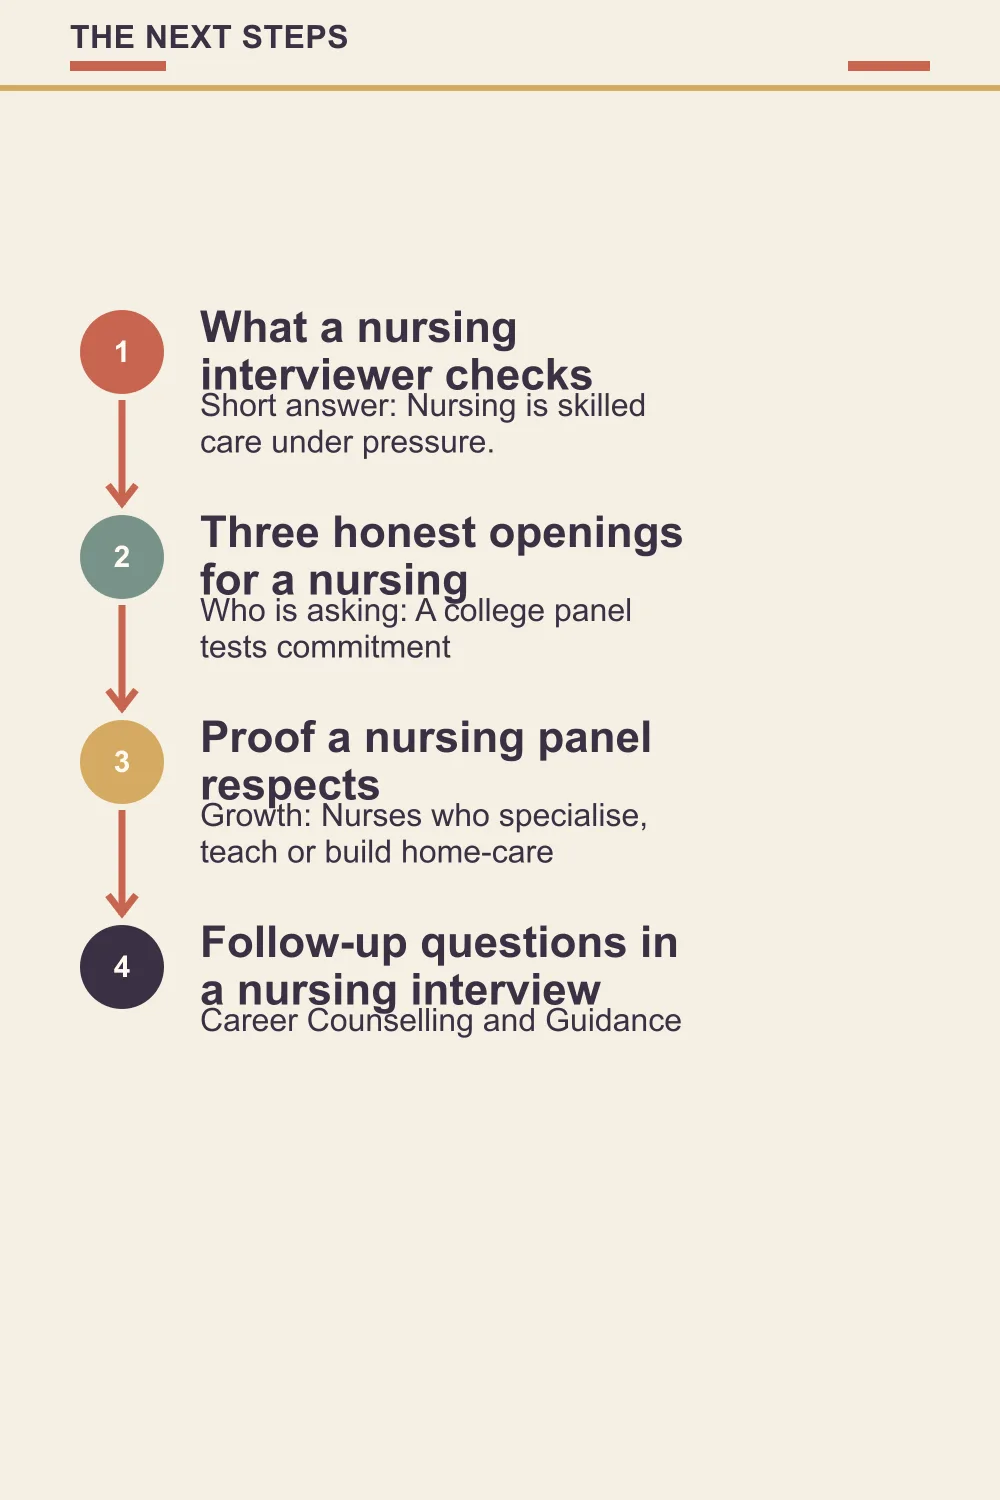 THE NEXT STEPS
1
What a nursing
interviewer checks
Short answer: Nursing is skilled
care under pressure.
2
Three honest openings
for a nursing
Who is asking: A college panel
tests commitment
3
Proof a nursing panel
respects
Growth: Nurses who specialise,
teach or build home-care
4
Follow-up questions in
a nursing interview
Career Counselling and Guidance